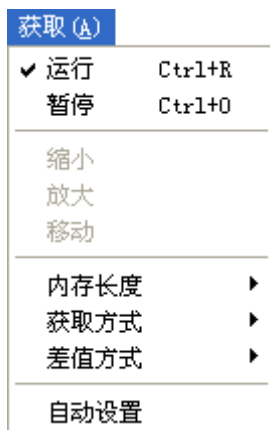 获取(A)
✔ 运行 Ctrl+R
暂停 Ctrl+O
缩小
放大
移动
内存长度
获取方式
差值方式
自动设置